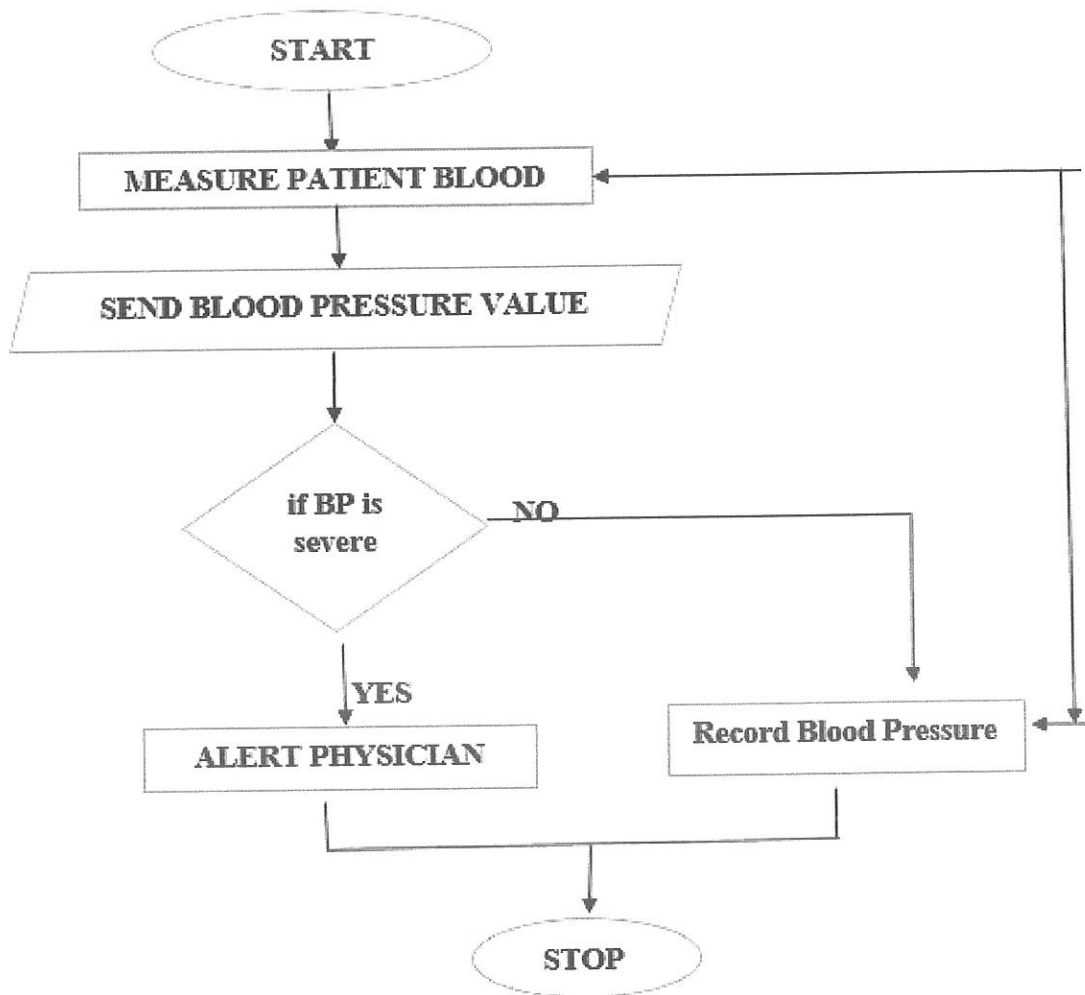 START
MEASURE PATIENT BLOOD
SEND BLOOD PRESSURE VALUE
if BP is
severe
NO
YES
ALERT PHYSICIAN
Record Blood Pressure
STOP